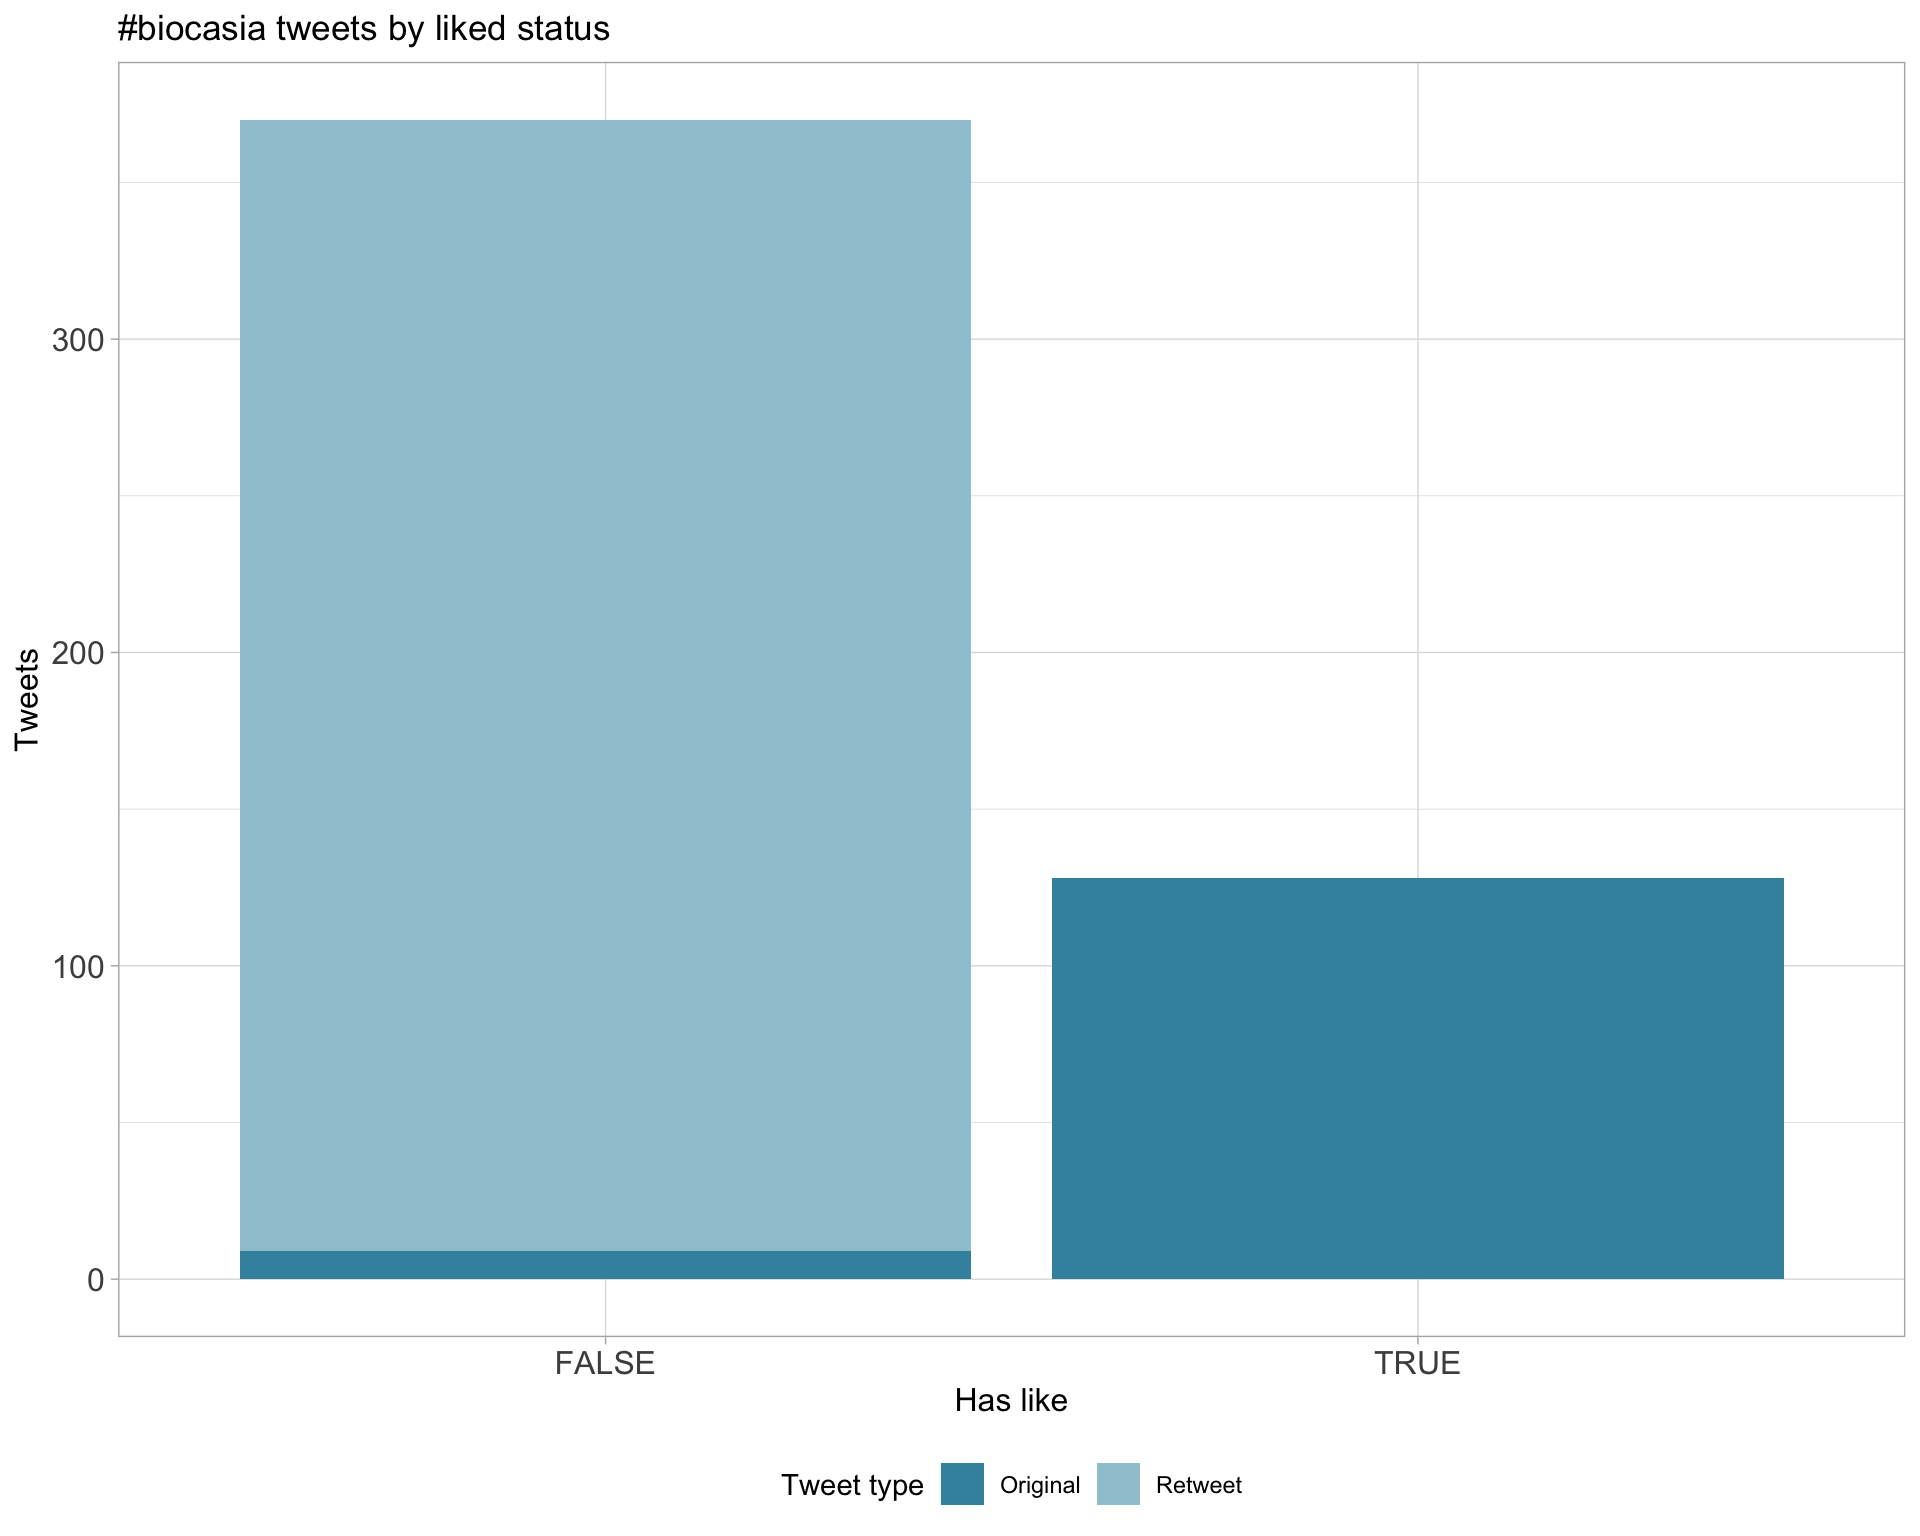 #biocasia tweets by liked status
Tweets
300
200
100
0
FALSE
TRUE
Has like
Tweet type
Original
Retweet